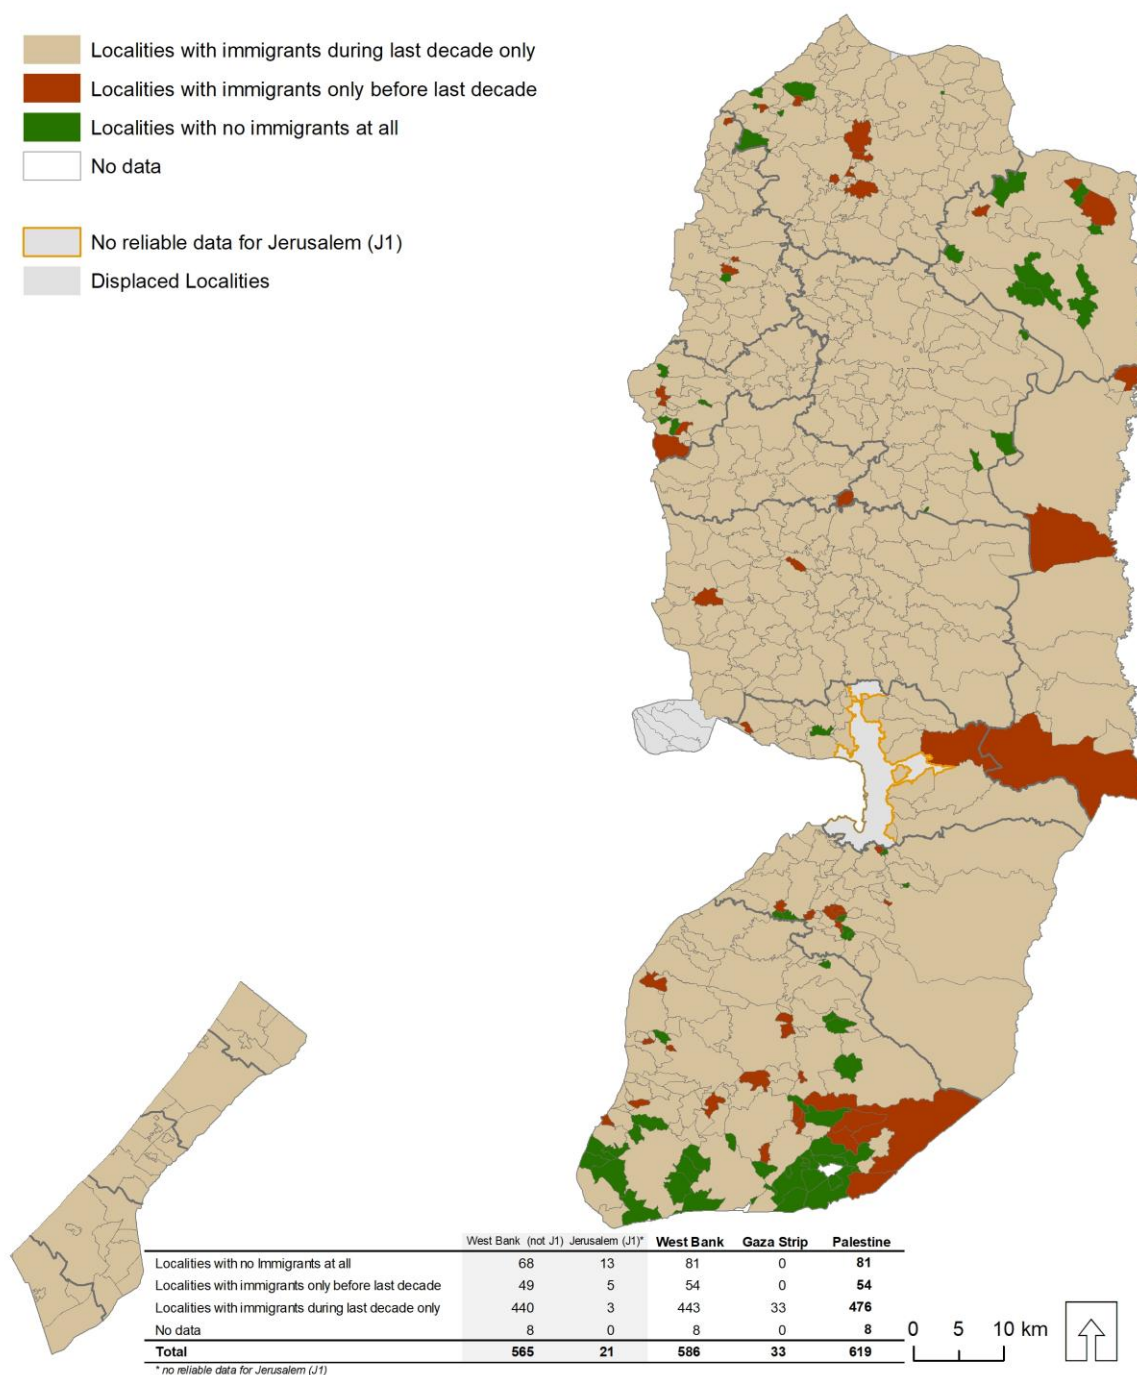 Localities with immigrants during last decade only
Localities with immigrants only before last decade
Localities with no immigrants at all
No data
No reliable data for Jerusalem (J1)
Displaced Localities
West Bank (not J1) Jerusalem (J1)* West Bank Gaza Strip Palestine
Localities with no Immigrants at all 68 13 81 0 81
Localities with immigrants only before last decade 49 5 54 0 54
Localities with immigrants during last decade only 440 3 443 33 476
No data 8 0 8 0 8
Total 565 21 586 33 619
* no reliable data for Jerusalem (J1)
0 5 10 km